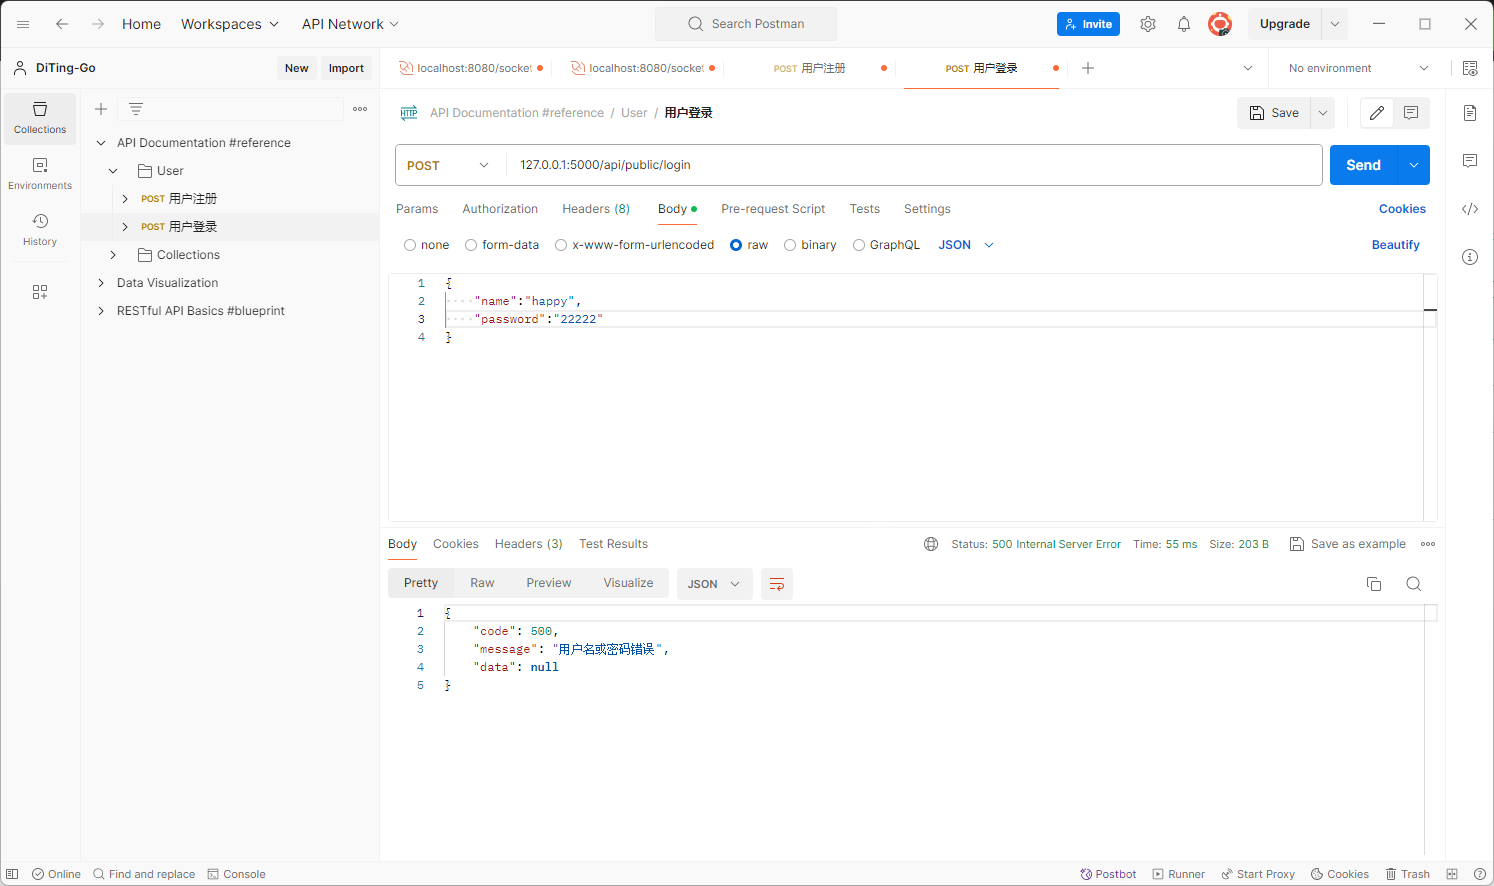 Home Workspaces API Network Search Postman Invite Upgrade
DiTing-Go New Import localhost:8080/socket localhost:8080/socket POST 用户注册 POST 用户登录 No environment
Collections
Environments
History
API Documentation #reference
User
POST 用户注册
POST 用户登录
Collections
Data Visualization
RESTful API Basics #blueprint
HTTP API Documentation #reference / User / 用户登录 Save
POST 127.0.0.1:5000/api/public/login Send
Params Authorization Headers (8) Body Pre-request Script Tests Settings Cookies
none form-data x-www-form-urlencoded raw binary GraphQL JSON Beautify
1 {
2 "name":"happy",
3 "password":"22222"
4 }
Body Cookies Headers (3) Test Results Status: 500 Internal Server Error Time: 55 ms Size: 203 B Save as example
Pretty Raw Preview Visualize JSON
1 {
2 "code": 500,
3 "message": "用户名或密码错误",
4 "data": null
5 }
Online Find and replace Console Postbot Runner Start Proxy Cookies Trash